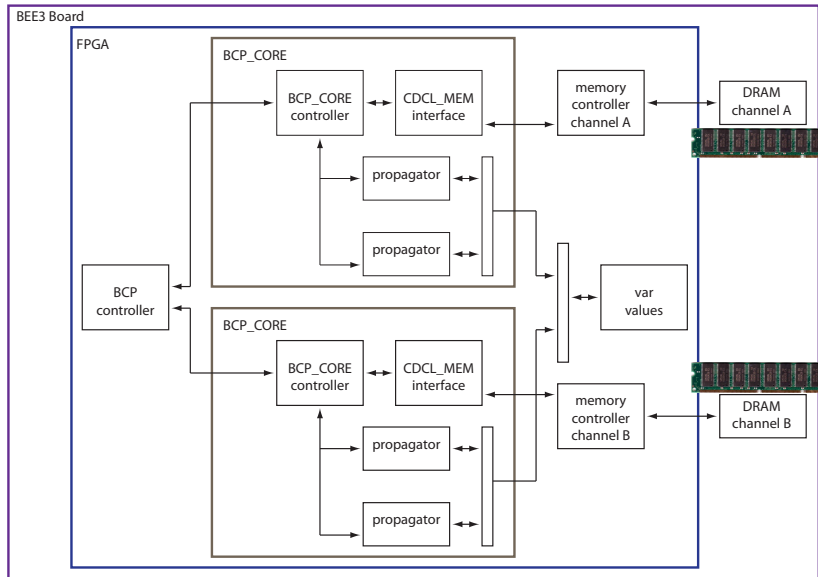 BEE3 Board
FPGA
BCP_CORE
BCP_CORE
controller
CDCL_MEM
interface
memory
controller
channel A
DRAM
channel A
propagator
propagator
BCP
controller
var
values
BCP_CORE
BCP_CORE
controller
CDCL_MEM
interface
memory
controller
channel B
DRAM
channel B
propagator
propagator